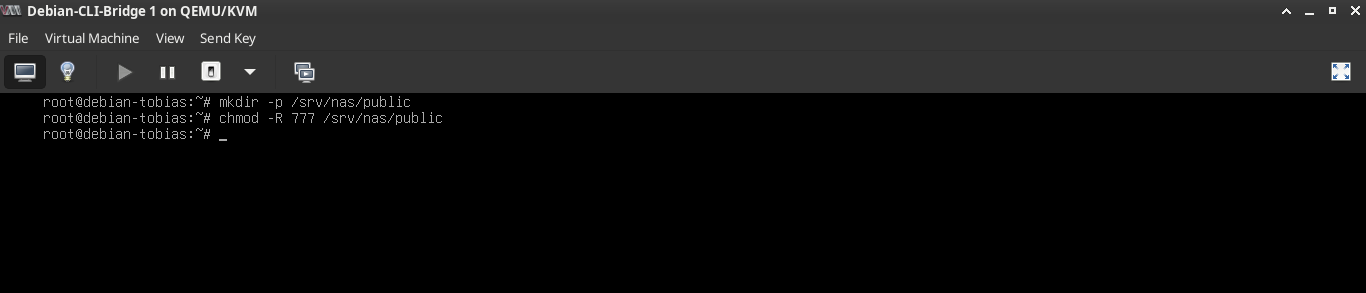 Debian-CLI-Bridge 1 on QEMU/KVM
File Virtual Machine View Send Key
root@debian-tobias:~# mkdir -p /srv/nas/public
root@debian-tobias:~# chmod -R 777 /srv/nas/public
root@debian-tobias:~# _